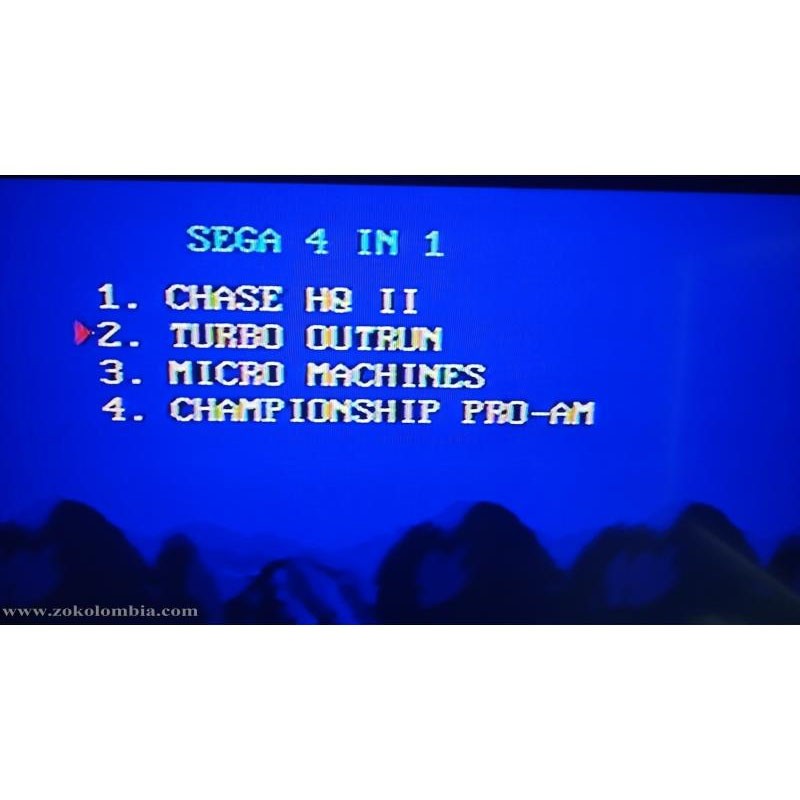 SEGA 4 IN 1
1. CHASE HQ II
2. TURBO OUTRUN
3. MICRO MACHINES
4. CHAMPIONSHIP PRO-AM
www.zokolombia.com